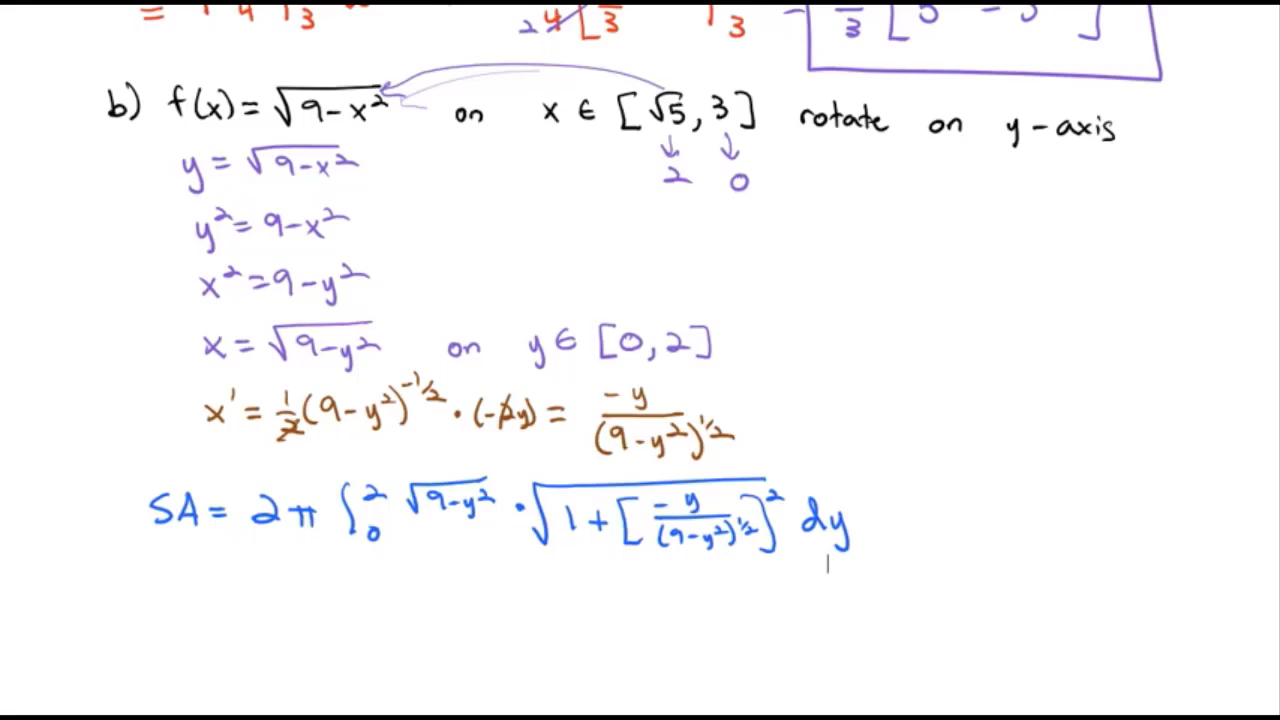 b) f(x) = √(9-x²) on x ∈ [√5, 3] rotate on y-axis
y = √(9-x²) 2 0
y² = 9-x²
x² = 9-y²
x = √(9-y²) on y ∈ [0, 2]
x' = 1/2 (9-y²)^(-1/2) · (-2y) = -y/(9-y²)^(1/2)
SA = 2π ∫₀² √(9-y²) · √(1+[-y/(9-y²)^(1/2)]²) dy